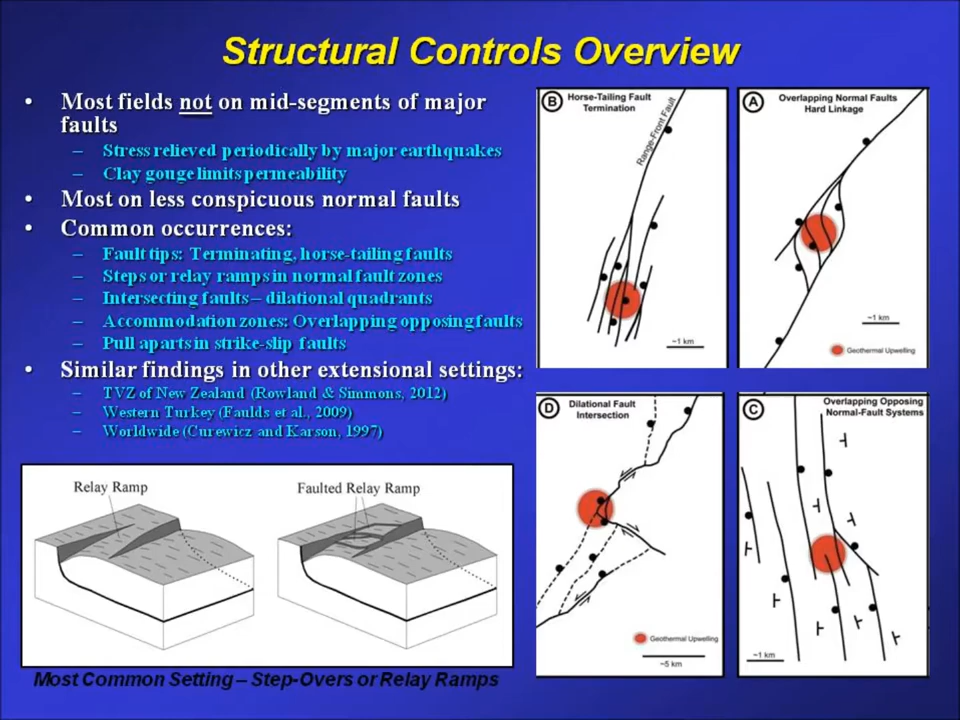 Structural Controls Overview
• Most fields not on mid-segments of major
faults
– Stress relieved periodically by major earthquakes
– Clay gouge limits permeability
• Most on less conspicuous normal faults
• Common occurrences:
– Fault tips: Terminating, horse-tailing faults
– Steps or relay ramps in normal fault zones
– Intersecting faults – dilational quadrants
– Accommodation zones: Overlapping opposing faults
– Pull aparts in strike-slip faults
• Similar findings in other extensional settings:
– TVZ of New Zealand (Rowland & Simmons, 2012)
– Western Turkey (Faulds et al., 2009)
– Worldwide (Curewicz and Karson, 1997)
Relay Ramp
Faulted Relay Ramp
Most Common Setting – Step-Overs or Relay Ramps
B
Horse-Tailing Fault
Termination
Range-Front Fault
~1 km
A
Overlapping Normal Faults
Hard Linkage
~1 km
Geothermal Upwelling
D
Dilational Fault
Intersection
Geothermal Upwelling
~5 km
C
Overlapping Opposing
Normal-Fault Systems
~1 km